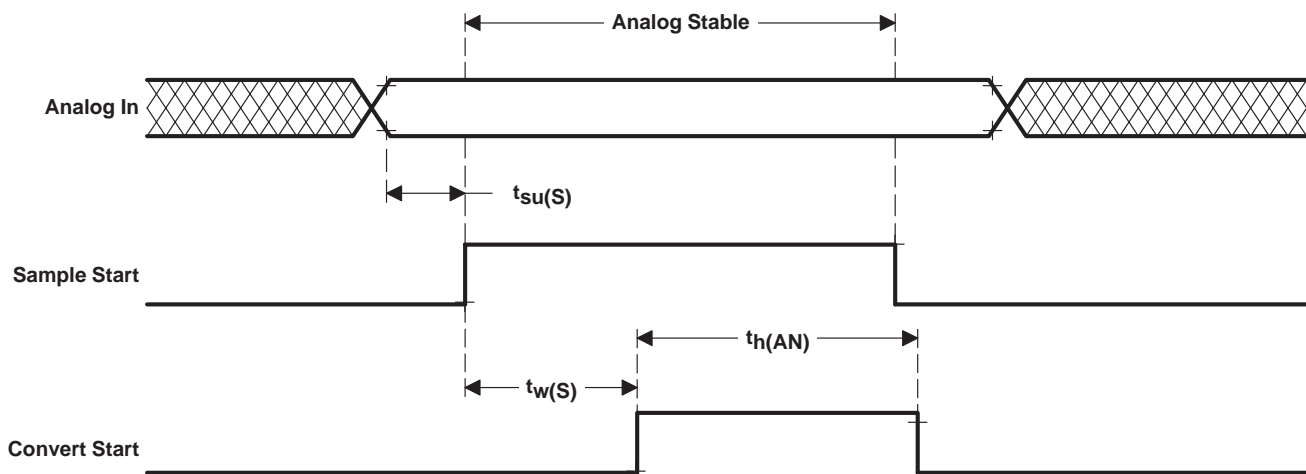 Analog Stable
Analog In
tsu(S)
Sample Start
th(AN)
tw(S)
Convert Start